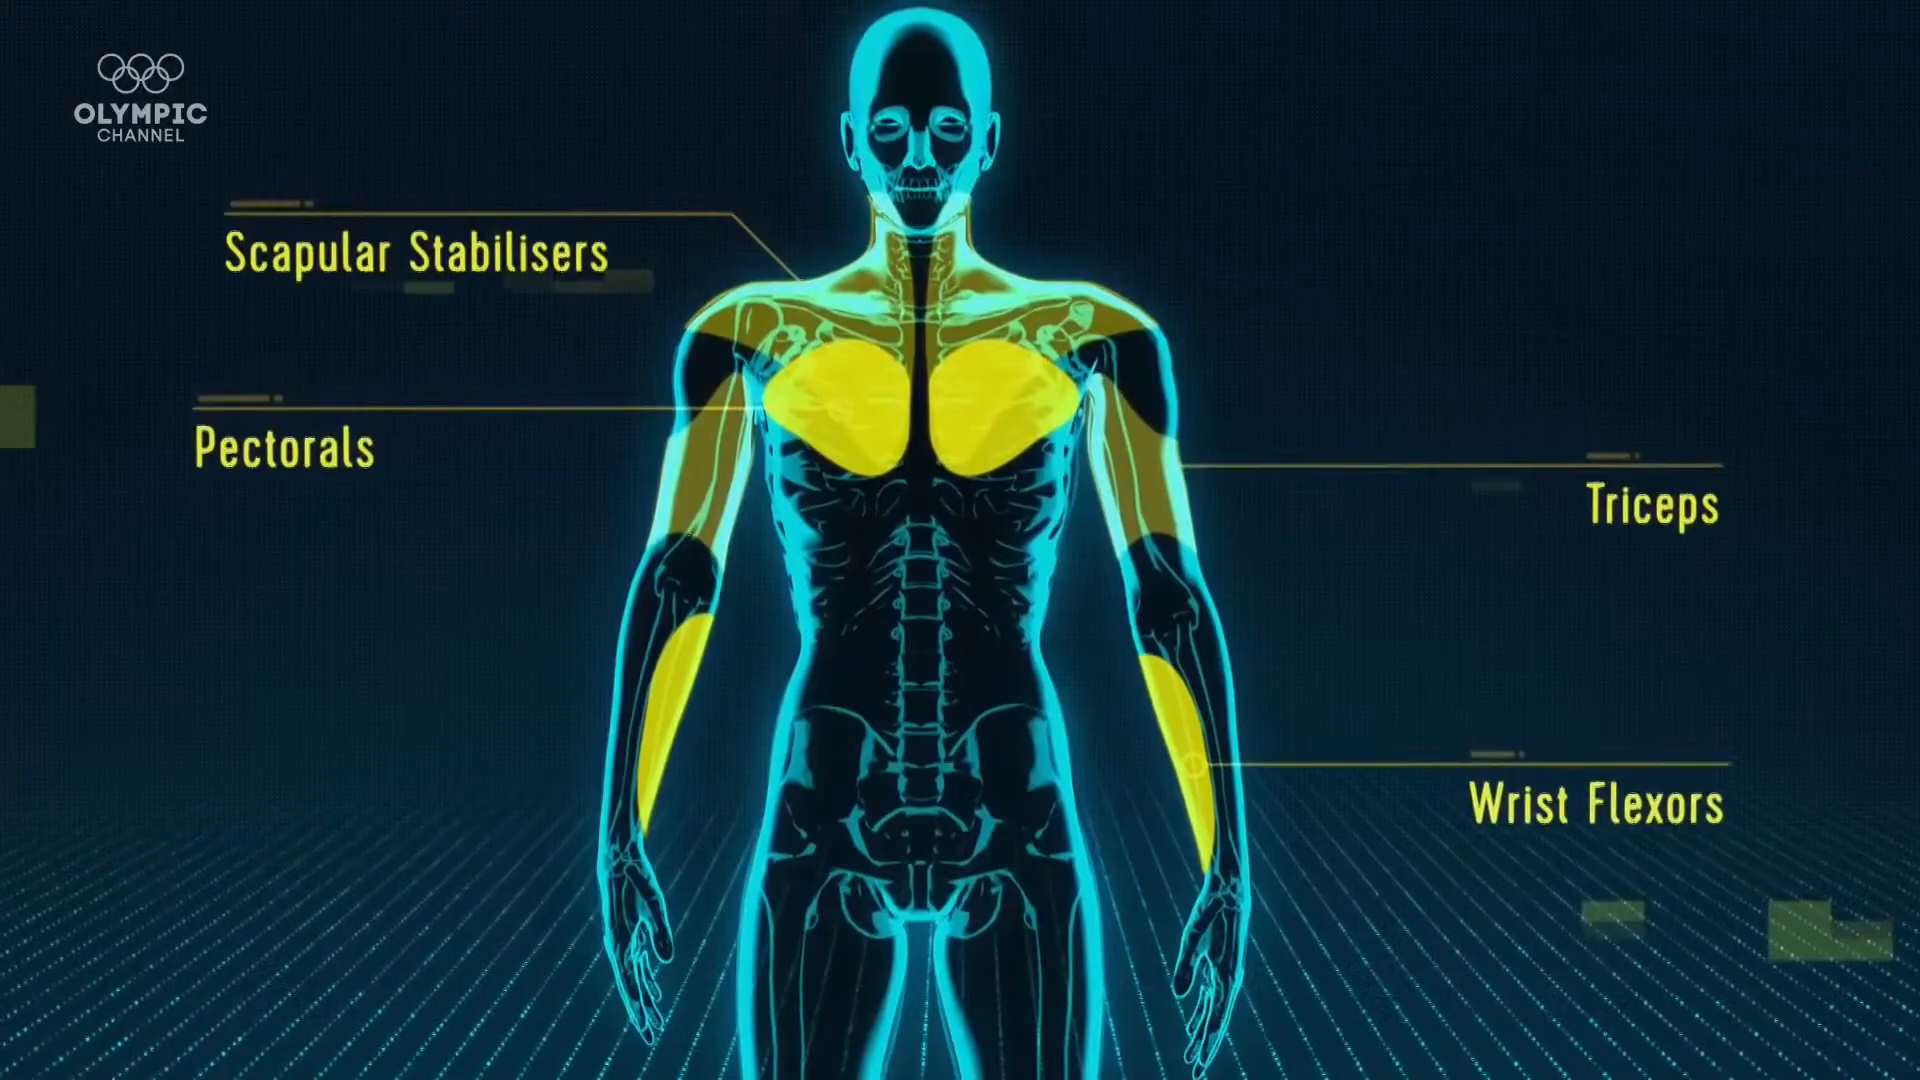 OLYMPIC
CHANNEL
Scapular Stabilisers
Pectorals
Triceps
Wrist Flexors